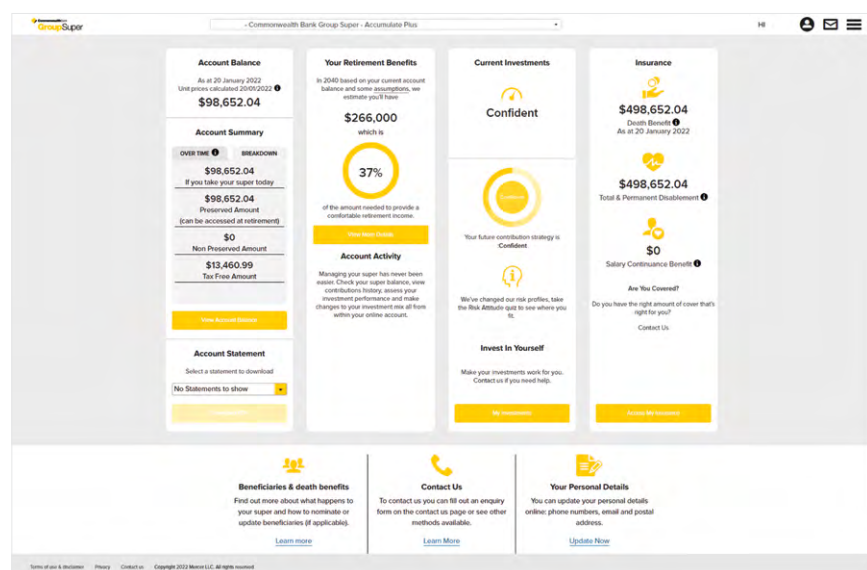 CommonwealthBank
GroupSuper
- Commonwealth Bank Group Super - Accumulate Plus
HI
Account Balance
As at 20 January 2022
Unit prices calculated 20/01/2022
$98,652.04
Account Summary
OVER TIME
BREAKDOWN
$98,652.04
If you take your super today
$98,652.04
Preserved Amount
(can be accessed at retirement)
$0
Non Preserved Amount
$13,460.99
Tax Free Amount
View Account Details
Account Statement
Select a statement to download
No Statements to show
Your Retirement Benefits
In 2040 based on your current account
balance and some assumptions, we
estimate you'll have
$266,000
which is
37%
of the amount needed to provide a
comfortable retirement income.
View More Details
Account Activity
Managing your super has never been
easier. Check your super balance, view
contributions history, assess your
investment performance and make
changes to your investment mix all from
within your online account.
Current Investments
Confident
Confident
Your future contribution strategy is
:Confident
We've changed our risk profiles, take
the Risk Attitude quiz to see where you
fit.
Invest In Yourself
Make your investments work for you.
Contact us if you need help.
My Investments
Insurance
$498,652.04
Death Benefit
As at 20 January 2022
$498,652.04
Total & Permanent Disablement
$0
Salary Continuance Benefit
Are You Covered?
Do you have the right amount of cover that's
right for you?
Contact Us
Access My Insurance
Beneficiaries & death benefits
Find out more about what happens to
your super and how to nominate or
update beneficiaries (if applicable).
Learn more
Contact Us
To contact us you can fill out an enquiry
form on the contact us page or see other
methods available.
Learn More
Your Personal Details
You can update your personal details
online: phone numbers, email and postal
address.
Update Now
Terms of use & disclaimer
Privacy
Contact us
Copyright 2022 Mercer LLC. All rights reserved